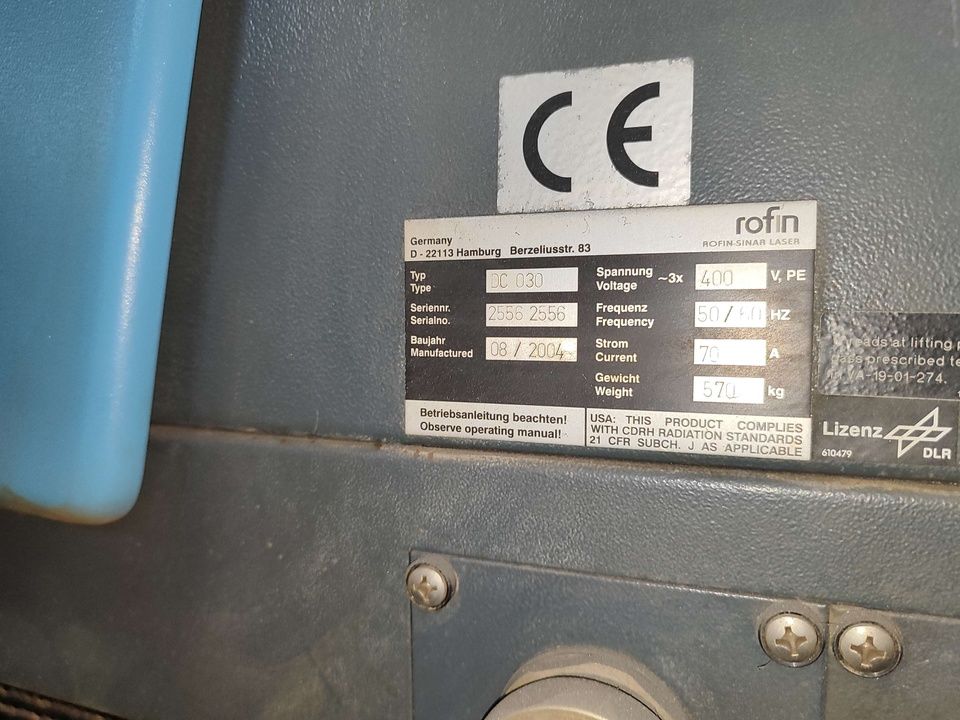 CE
rofin
ROFIN-SINAR LASER
Germany
D - 22113 Hamburg Berzeliusstr. 83
Typ
Type
DC 030
Seriennr.
Serialno.
2556 2556
Baujahr
Manufactured
08 / 2004
Spannung
Voltage
~3x
400
V, PE
Frequenz
Frequency
50/60
HZ
Strom
Current
70
A
Gewicht
Weight
570
kg
Betriebsanleitung beachten!
Observe operating manual!
USA: THIS PRODUCT COMPLIES
WITH CDRH RADIATION STANDARDS
21 CFR SUBCH. J AS APPLICABLE
at lifting
prescribed
A-19-01-274.
Lizenz
DLR
610479